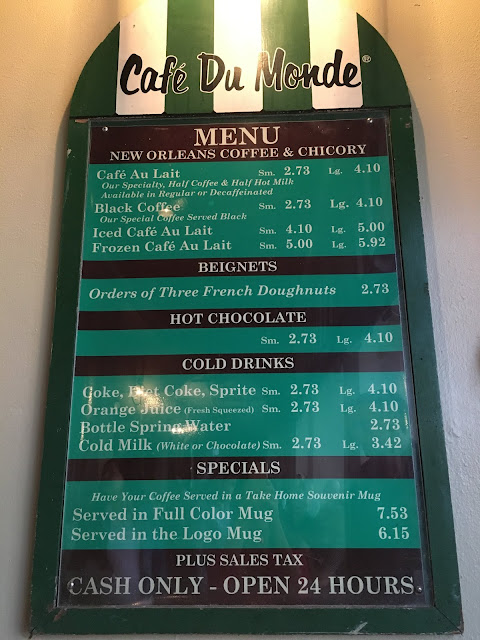 Café Du Monde®
MENU
NEW ORLEANS COFFEE & CHICORY
Café Au Lait Sm. 2.73 Lg. 4.10
Our Specialty, Half Coffee & Half Hot Milk
Available in Regular or Decaffeinated
Black Coffee Sm. 2.73 Lg. 4.10
Our Special Coffee Served Black
Iced Café Au Lait Sm. 4.10 Lg. 5.00
Frozen Café Au Lait Sm. 5.00 Lg. 5.92
BEIGNETS
Orders of Three French Doughnuts 2.73
HOT CHOCOLATE
Sm. 2.73 Lg. 4.10
COLD DRINKS
Coke, Diet Coke, Sprite Sm. 2.73 Lg. 4.10
Orange Juice (Fresh Squeezed) Sm. 2.73 Lg. 4.10
Bottle Spring Water 2.73
Cold Milk (White or Chocolate) Sm. 2.73 Lg. 3.42
SPECIALS
Have Your Coffee Served in a Take Home Souvenir Mug
Served in Full Color Mug 7.53
Served in the Logo Mug 6.15
PLUS SALES TAX
CASH ONLY - OPEN 24 HOURS